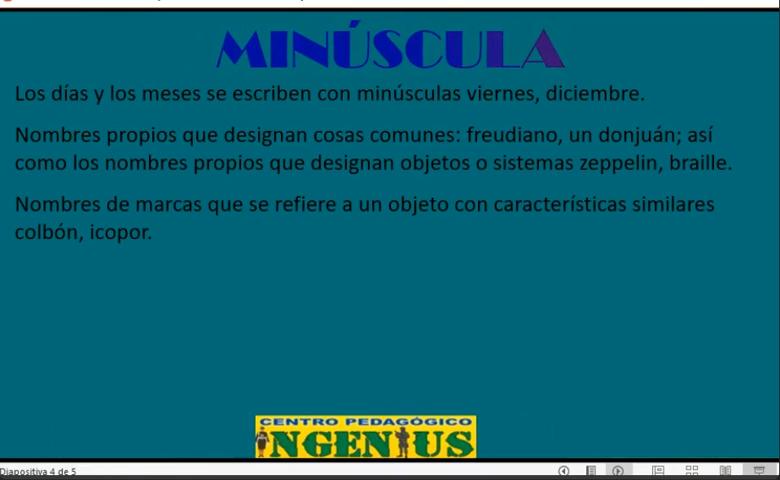 MINÚSCULA
Los días y los meses se escriben con minúsculas viernes, diciembre.
Nombres propios que designan cosas comunes: freudiano, un donjuán; así
como los nombres propios que designan objetos o sistemas zeppelin, braille.
Nombres de marcas que se refiere a un objeto con características similares
colbón, icopor.
CENTRO PEDAGÓGICO
INGENIUS
Diapositiva 4 de 5